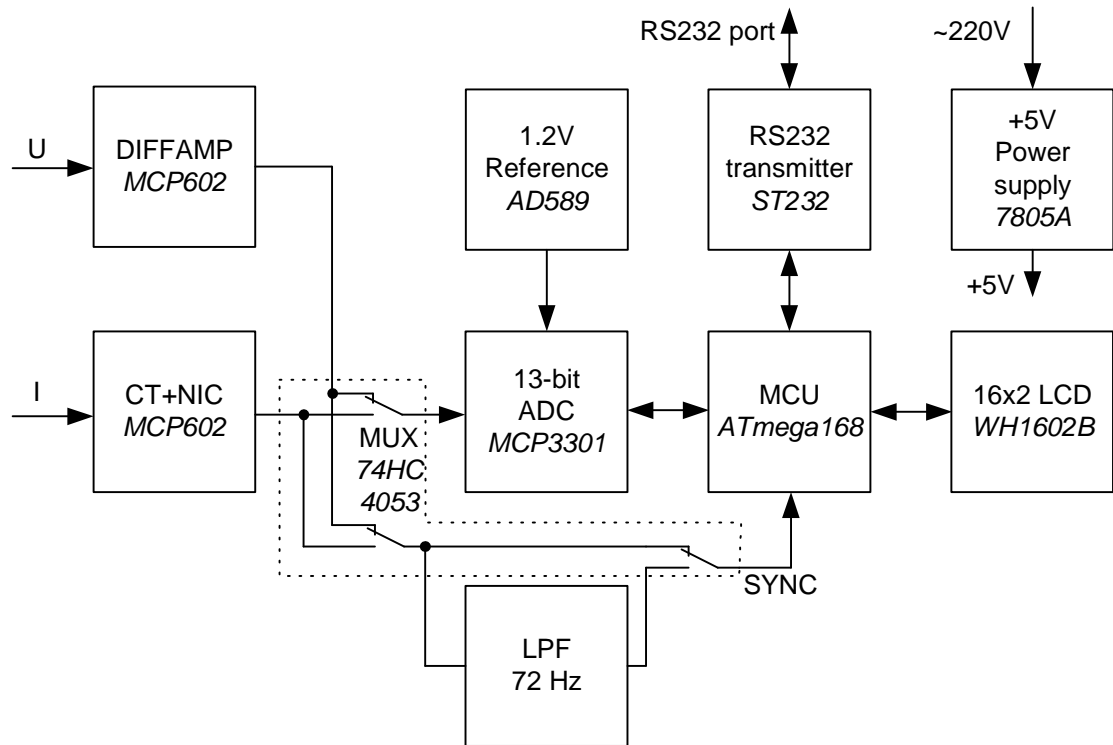 RS232 port
~220V
U
DIFFAMP
MCP602
1.2V
Reference
AD589
RS232
transmitter
ST232
+5V
Power
supply
7805A
+5V
I
CT+NIC
MCP602
MUX
74HC
4053
13-bit
ADC
MCP3301
MCU
ATmega168
16x2 LCD
WH1602B
SYNC
LPF
72 Hz